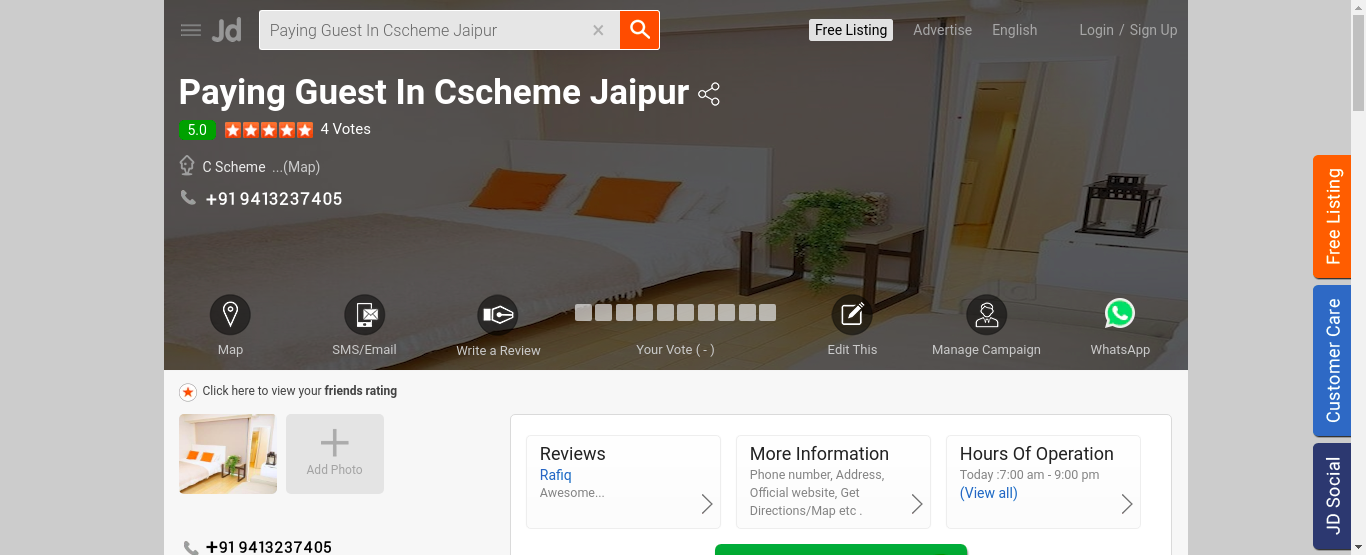 Jd
Paying Guest In Cscheme Jaipur
Free Listing
Advertise
English
Login / Sign Up
Paying Guest In Cscheme Jaipur
5.0
4 Votes
C Scheme ...(Map)
+91 9413237405
Map
SMS/Email
Write a Review
Your Vote ( - )
Edit This
Manage Campaign
WhatsApp
Click here to view your friends rating
Add Photo
+91 9413237405
Reviews
Rafiq
Awesome...
More Information
Phone number, Address,
Official website, Get
Directions/Map etc .
Hours Of Operation
Today :7:00 am - 9:00 pm
(View all)
Free Listing
Customer Care
JD Social